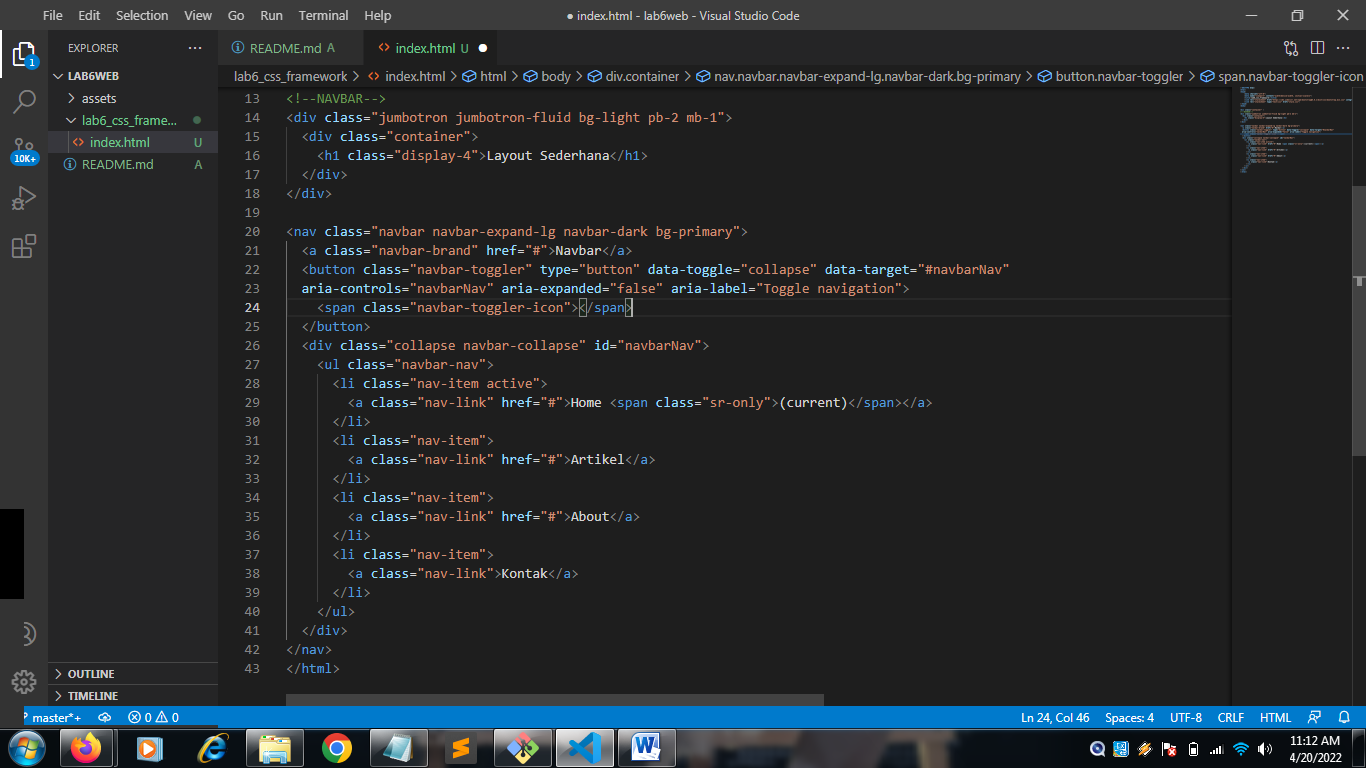 File Edit Selection View Go Run Terminal Help
● index.html - lab6web - Visual Studio Code
EXPLORER
README.md A
index.html U
1
LAB6WEB
lab6_css_framework > index.html > html > body > div.container > nav.navbar.navbar-expand-lg.navbar-dark.bg-primary > button.navbar-toggler > span.navbar-toggler-icon
assets
lab6_css_frame...
index.html U
README.md A
10K+
13 <!--NAVBAR-->
14 <div class="jumbotron jumbotron-fluid bg-light pb-2 mb-1">
15 <div class="container">
16 <h1 class="display-4">Layout Sederhana</h1>
17 </div>
18 </div>
19
20 <nav class="navbar navbar-expand-lg navbar-dark bg-primary">
21 <a class="navbar-brand" href="#">Navbar</a>
22 <button class="navbar-toggler" type="button" data-toggle="collapse" data-target="#navbarNav"
23 aria-controls="navbarNav" aria-expanded="false" aria-label="Toggle navigation">
24 <span class="navbar-toggler-icon"></span>
25 </button>
26 <div class="collapse navbar-collapse" id="navbarNav">
27 <ul class="navbar-nav">
28 <li class="nav-item active">
29 <a class="nav-link" href="#">Home <span class="sr-only">(current)</span></a>
30 </li>
31 <li class="nav-item">
32 <a class="nav-link" href="#">Artikel</a>
33 </li>
34 <li class="nav-item">
35 <a class="nav-link" href="#">About</a>
36 </li>
37 <li class="nav-item">
38 <a class="nav-link">Kontak</a>
39 </li>
40 </ul>
41 </div>
42 </nav>
43 </html>
OUTLINE
TIMELINE
master*+ 0 0
Ln 24, Col 46 Spaces: 4 UTF-8 CRLF HTML
11:12 AM
4/20/2022